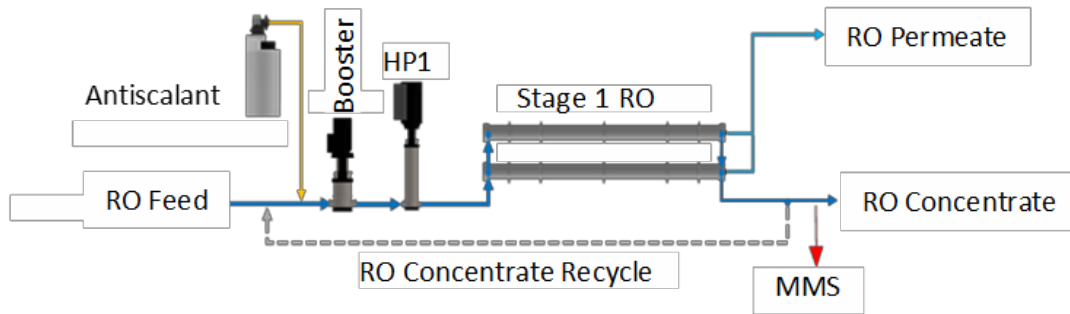 Antiscalant
Booster
HP1
Stage 1 RO
RO Permeate
RO Feed
RO Concentrate
RO Concentrate Recycle
MMS